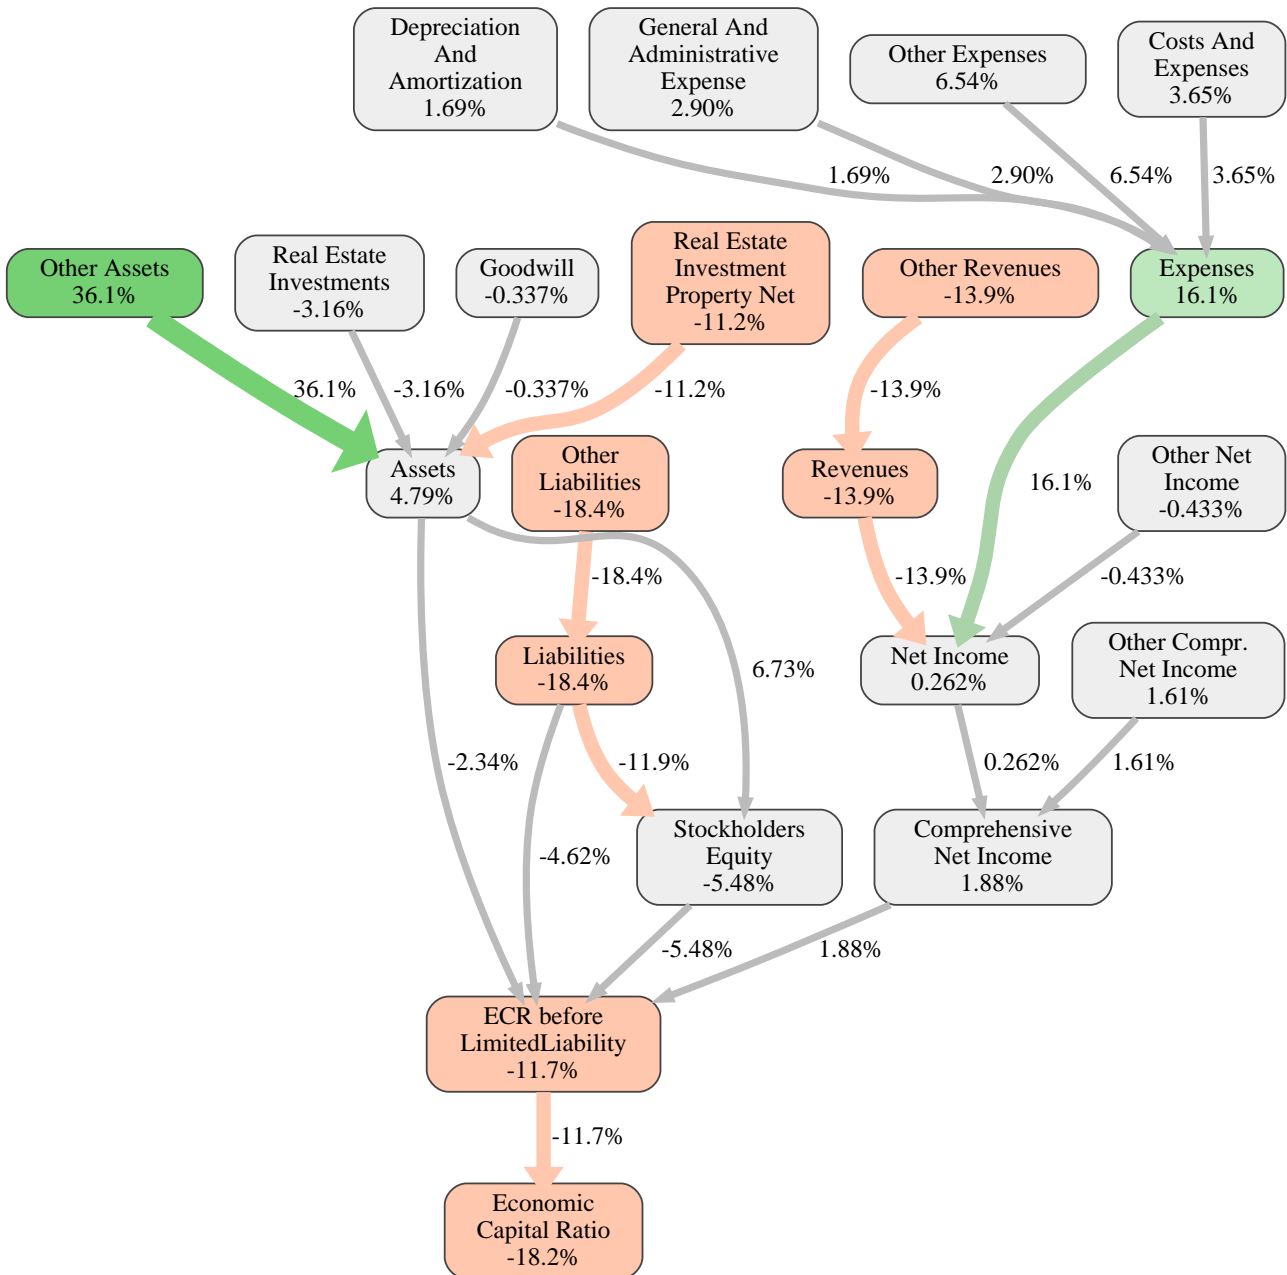 Depreciation
And
Amortization
1.69%
General And
Administrative
Expense
2.90%
Other Expenses
6.54%
Costs And
Expenses
3.65%
1.69%
2.90%
6.54%
3.65%
Other Assets
36.1%
Real Estate
Investments
-3.16%
Goodwill
-0.337%
Real Estate
Investment
Property Net
-11.2%
Other Revenues
-13.9%
Expenses
16.1%
36.1%
-3.16%
-0.337%
-11.2%
-13.9%
Assets
4.79%
Other
Liabilities
-18.4%
Revenues
-13.9%
16.1%
Other Net
Income
-0.433%
-18.4%
-13.9%
-0.433%
Liabilities
-18.4%
6.73%
Net Income
0.262%
Other Compr.
Net Income
1.61%
-2.34%
-11.9%
0.262%
1.61%
-4.62%
Stockholders
Equity
-5.48%
Comprehensive
Net Income
1.88%
-5.48%
1.88%
ECR before
LimitedLiability
-11.7%
-11.7%
Economic
Capital Ratio
-18.2%